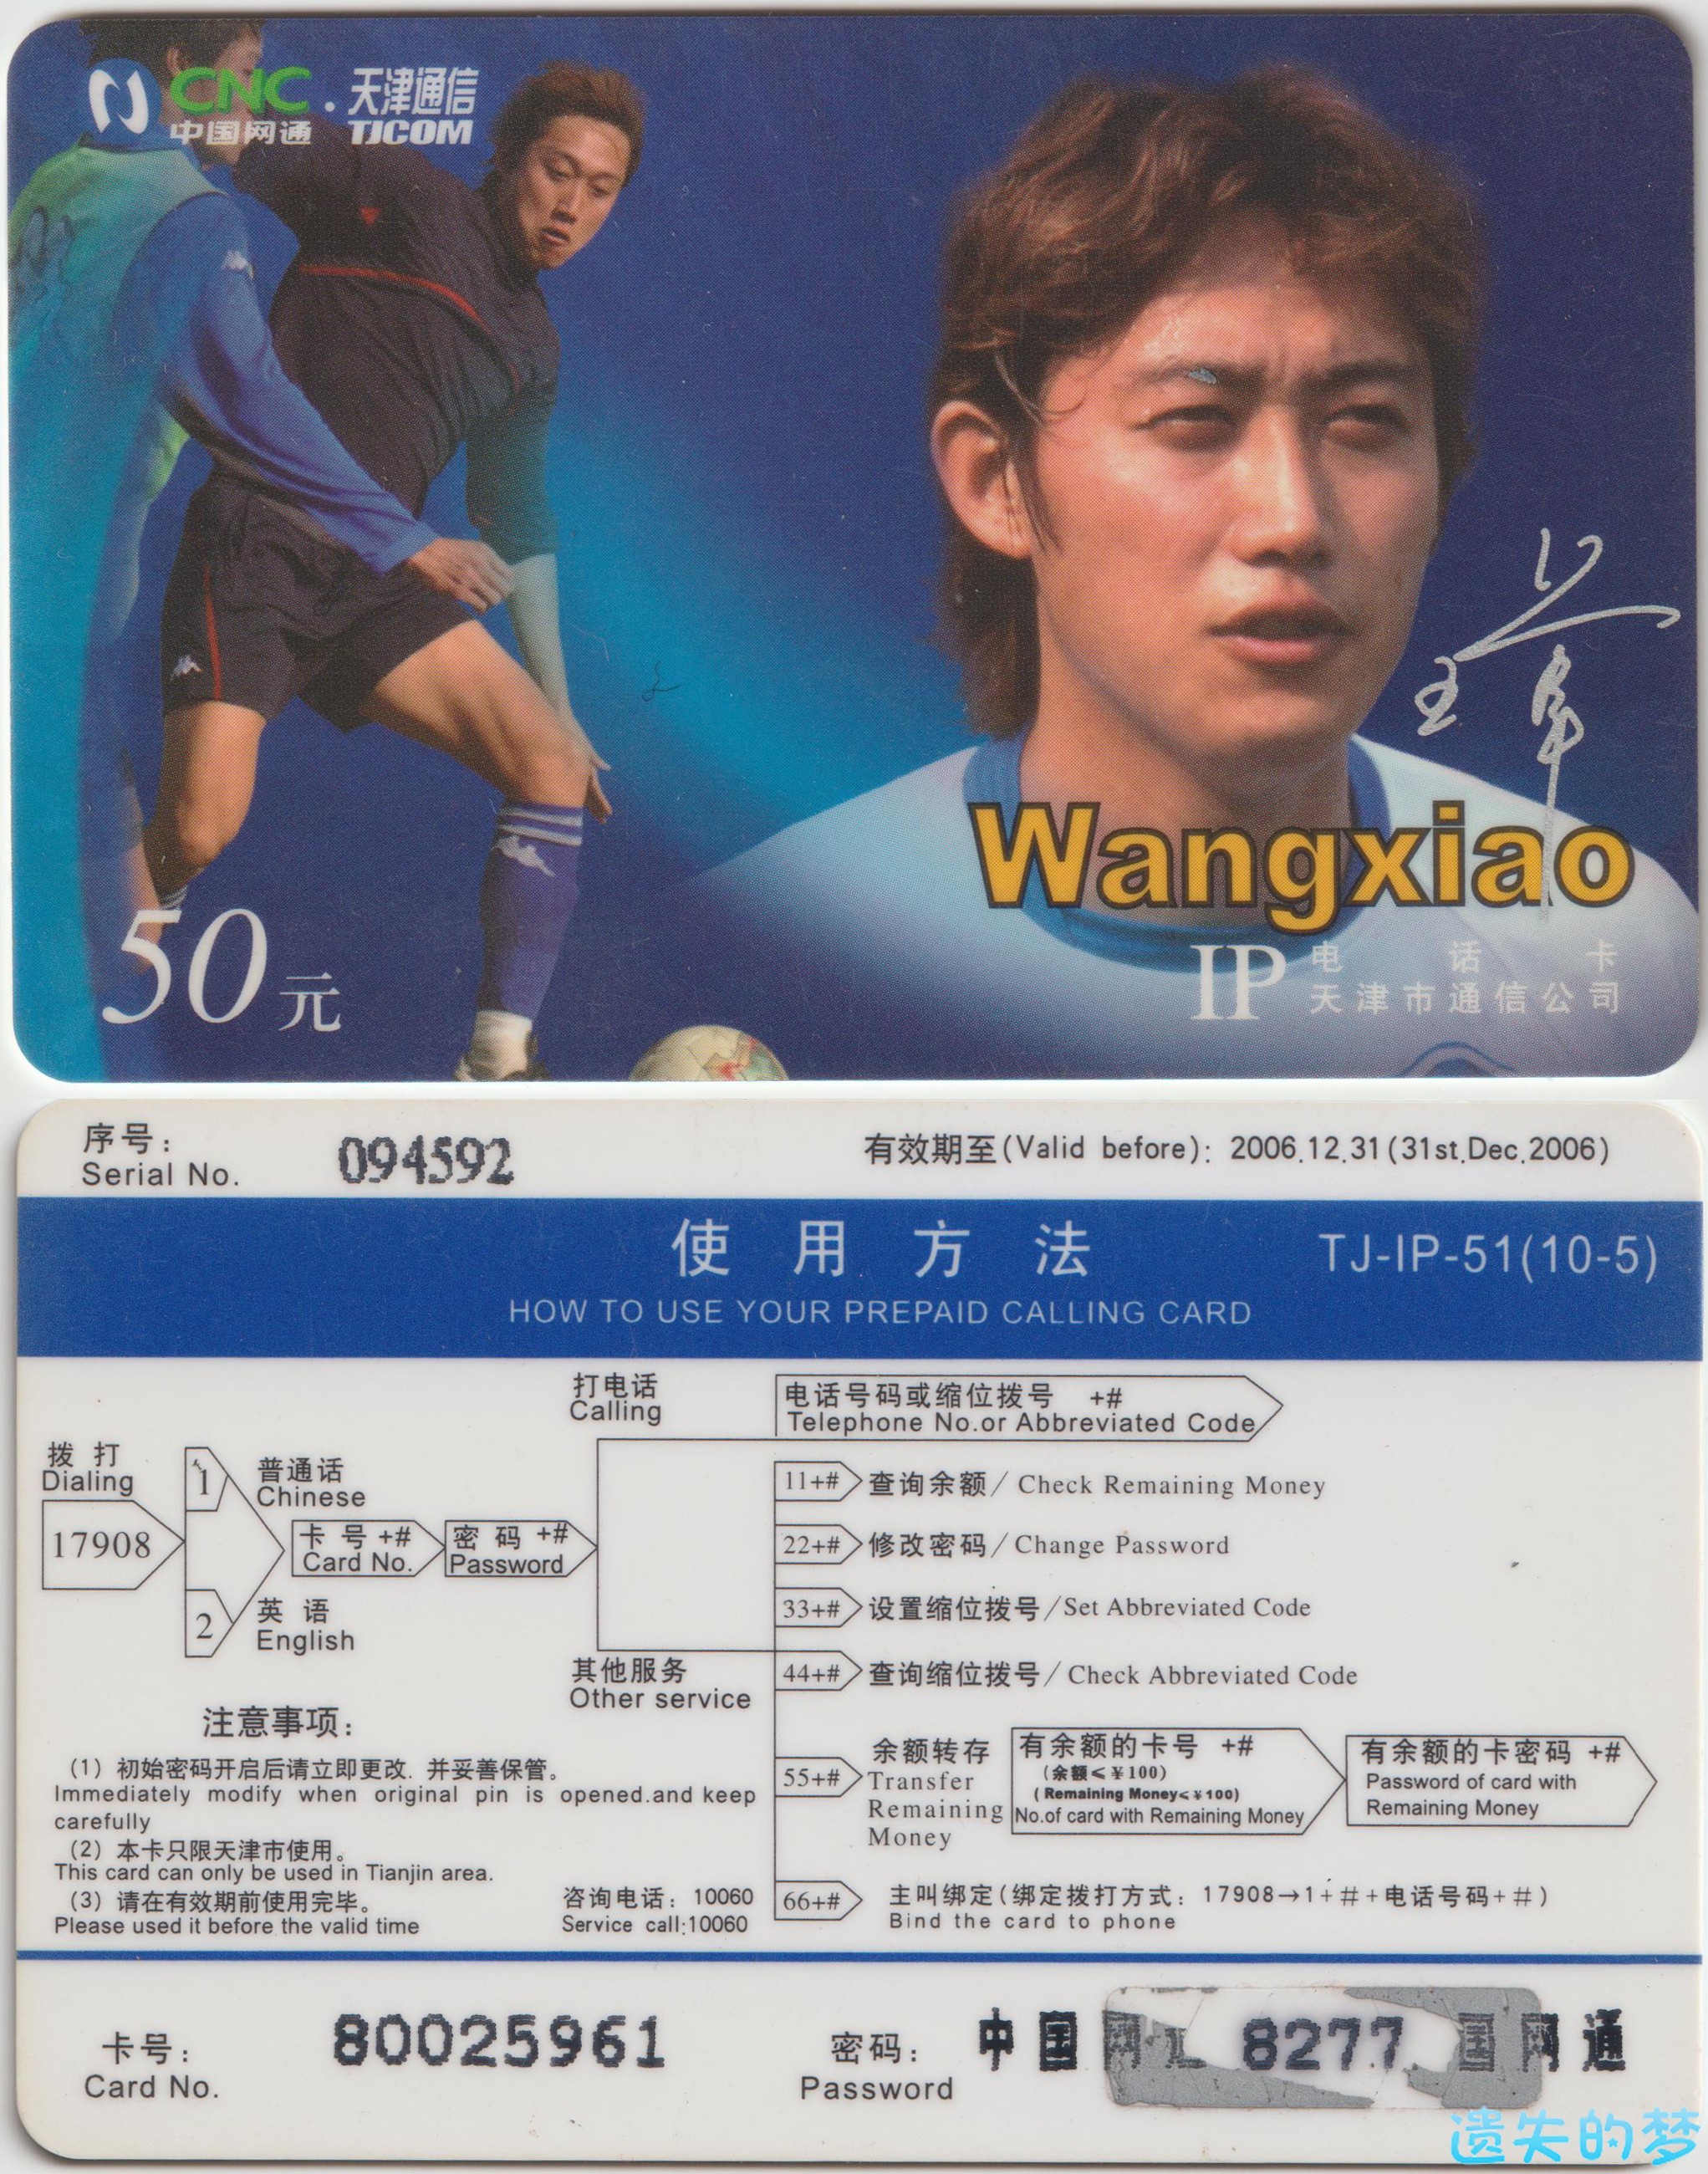 CNC · 天津通信
中国网通 TJCOM
Wangxiao
50元
IP 电话卡
天津市通信公司
序号:
Serial No.
094592
有效期至(Valid before): 2006.12.31(31st.Dec.2006)
使用方法
TJ-IP-51(10-5)
HOW TO USE YOUR PREPAID CALLING CARD
拨打
Dialing
17908
1
普通话
Chinese
2
英语
English
卡号+#
Card No.
密码+#
Password
打电话
Calling
电话号码或缩位拨号 +#
Telephone No.or Abbreviated Code
11+# 查询余额/ Check Remaining Money
22+# 修改密码/ Change Password
33+# 设置缩位拨号/Set Abbreviated Code
其他服务
Other service
44+# 查询缩位拨号/ Check Abbreviated Code
55+#
余额转存
Transfer
Remaining
Money
有余额的卡号 +#
(余额≤¥100)
(Remaining Money≤¥100)
No.of card with Remaining Money
有余额的卡密码 +#
Password of card with
Remaining Money
66+# 主叫绑定(绑定拨打方式: 17908→1+#+电话号码+#)
Bind the card to phone
注意事项:
(1) 初始密码开启后请立即更改. 并妥善保管。
Immediately modify when original pin is opened.and keep
carefully
(2) 本卡只限天津市使用。
This card can only be used in Tianjin area.
(3) 请在有效期前使用完毕。
Please used it before the valid time
咨询电话: 10060
Service call:10060
卡号:
Card No.
80025961
密码:
Password
中国网 8277 国网通
遗失的梦